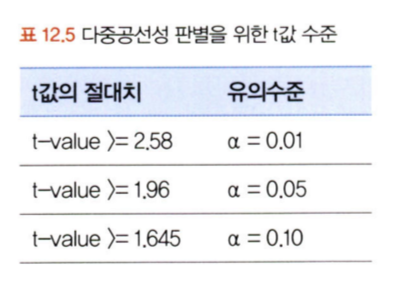 표 12.5 다중공선성 판별을 위한 t값 수준
t값의 절대치 유의수준
t-value >= 2.58 α = 0.01
t-value >= 1.96 α = 0.05
t-value >= 1.645 α = 0.10